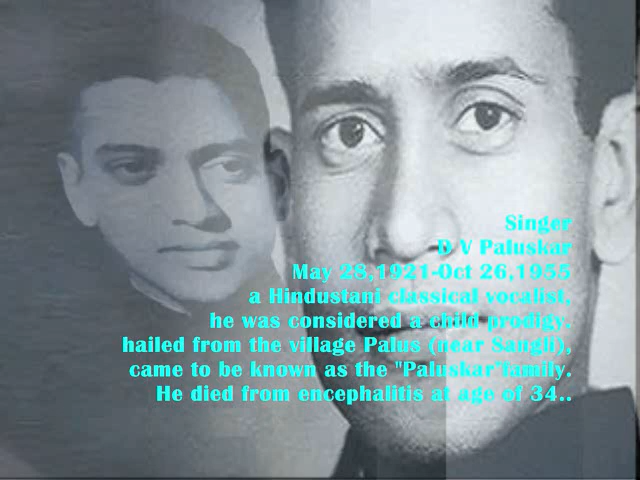 Singer
D V Paluskar
May 28,1921-Oct 26,1955
a Hindustani classical vocalist,
he was considered a child prodigy.
hailed from the village Palus (near Sangli),
came to be known as the "Paluskar"family.
He died from encephalitis at age of 34..